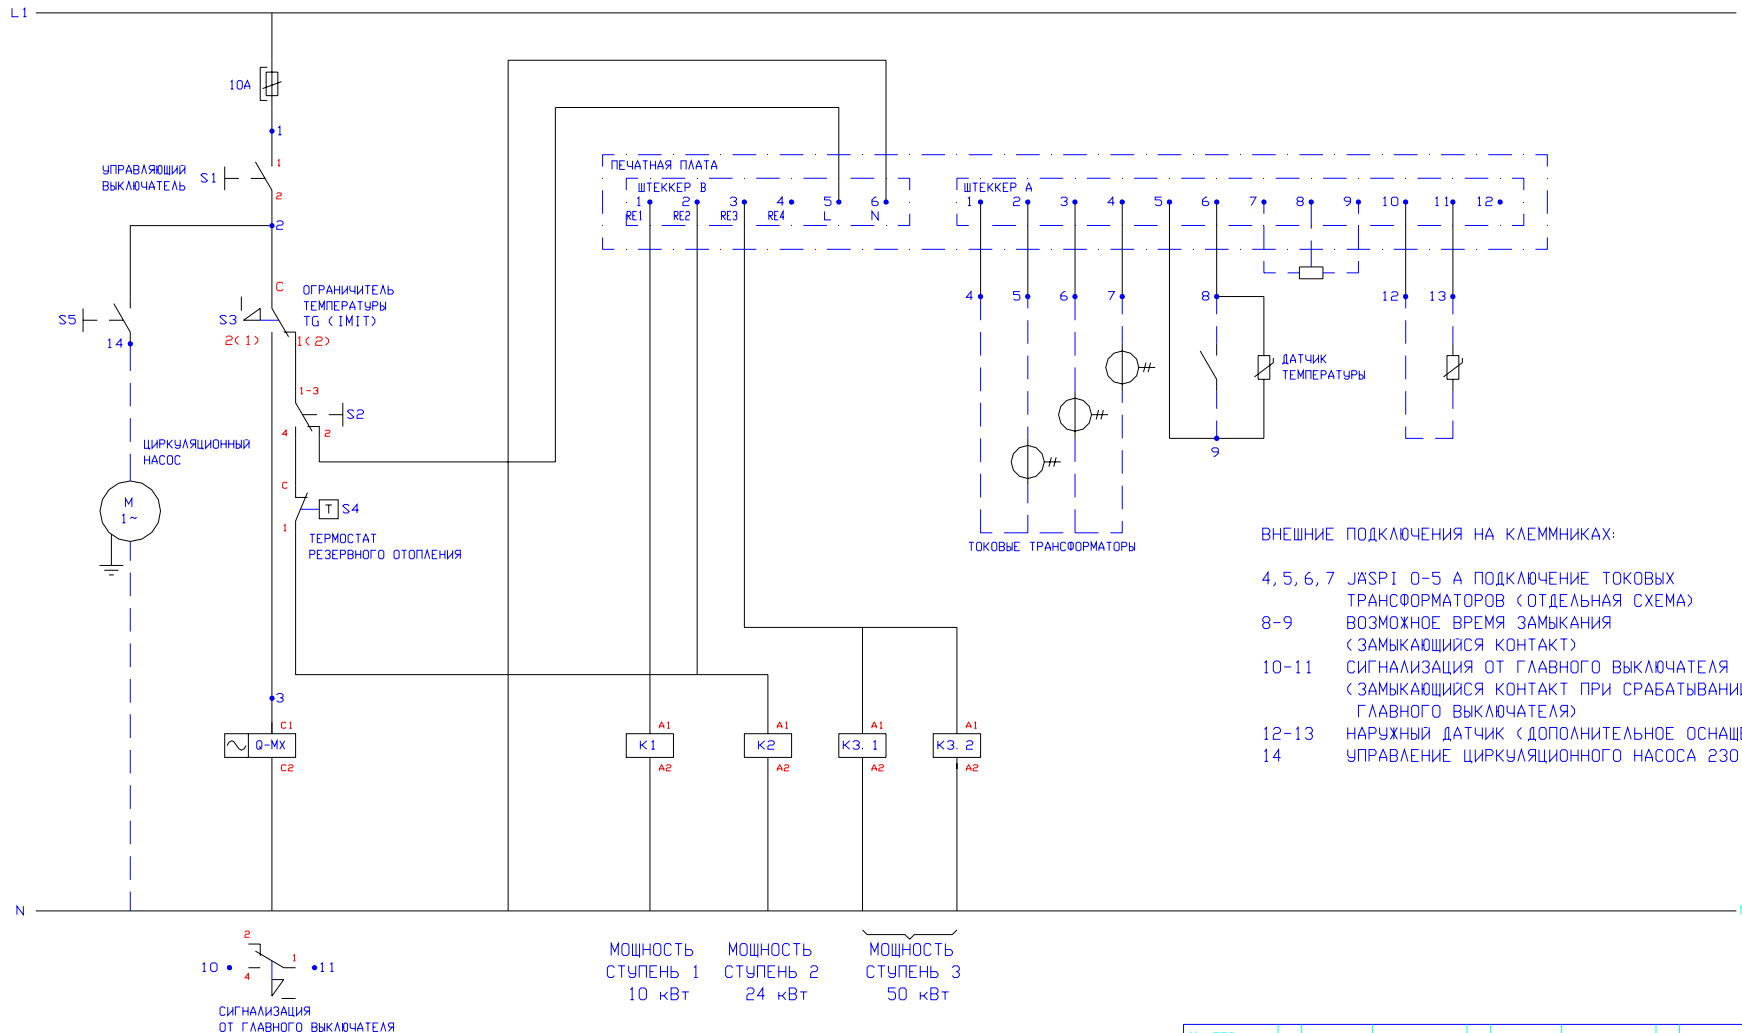 L1
10A
1
УПРАВЛЯЮЩИЙ
ВЫКЛЮЧАТЕЛЬ
S1
1
2
2
ПЕЧАТНАЯ ПЛАТА
ШТЕККЕР B
1 2 3 4 5 6
RE1 RE2 RE3 RE4 L N
ШТЕККЕР A
1 2 3 4 5 6 7 8 9 10 11 12
C
ОГРАНИЧИТЕЛЬ
ТЕМПЕРАТУРЫ
TG (IMIT)
S3
2(1)
1(2)
S5
14
4 5 6 7 8 12 13
ДАТЧИК
ТЕМПЕРАТУРЫ
1-3
S2
4
2
9
ЦИРКУЛЯЦИОННЫЙ
НАСОС
M
1~
C
T
S4
1
ТЕРМОСТАТ
РЕЗЕРВНОГО ОТОПЛЕНИЯ
ТОКОВЫЕ ТРАНСФОРМАТОРЫ
ВНЕШНИЕ ПОДКЛЮЧЕНИЯ НА КЛЕММНИКАХ:
4,5,6,7 JÄSPI 0-5 A ПОДКЛЮЧЕНИЕ ТОКОВЫХ
ТРАНСФОРМАТОРОВ (ОТДЕЛЬНАЯ СХЕМА)
8-9 ВОЗМОЖНОЕ ВРЕМЯ ЗАМЫКАНИЯ
(ЗАМЫКАЮЩИЙСЯ КОНТАКТ)
10-11 СИГНАЛИЗАЦИЯ ОТ ГЛАВНОГО ВЫКЛЮЧАТЕЛЯ
(ЗАМЫКАЮЩИЙСЯ КОНТАКТ ПРИ СРАБАТЫВАНИИ
ГЛАВНОГО ВЫКЛЮЧАТЕЛЯ)
12-13 НАРУЖНЫЙ ДАТЧИК (ДОПОЛНИТЕЛЬНОЕ ОСНАЩЕ
14 УПРАВЛЕНИЕ ЦИРКУЛЯЦИОННОГО НАСОСА 230
3
C1
Q-MX
C2
A1 A1 A1 A1
K1 K2 K3.1 K3.2
A2 A2 A2 A2
N
2
10
4
1
11
СИГНАЛИЗАЦИЯ
ОТ ГЛАВНОГО ВЫКЛЮЧАТЕЛЯ
МОЩНОСТЬ
СТУПЕНЬ 1
10 кВт
МОЩНОСТЬ
СТУПЕНЬ 2
24 кВт
МОЩНОСТЬ
СТУПЕНЬ 3
50 кВт